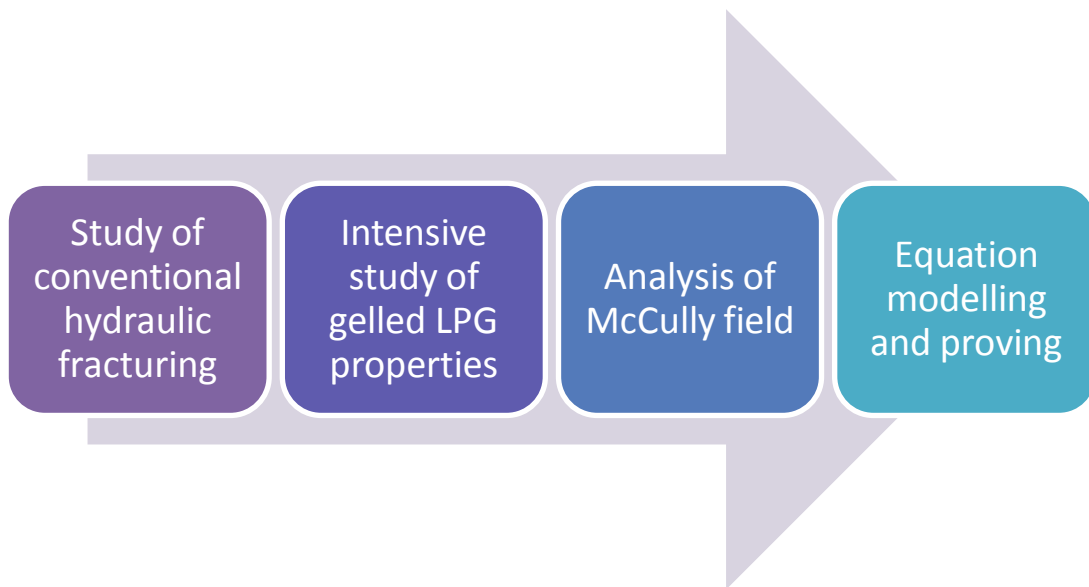 Study of
conventional
hydraulic
fracturing
Intensive
study of
gelled LPG
properties
Analysis of
McCully field
Equation
modelling
and proving